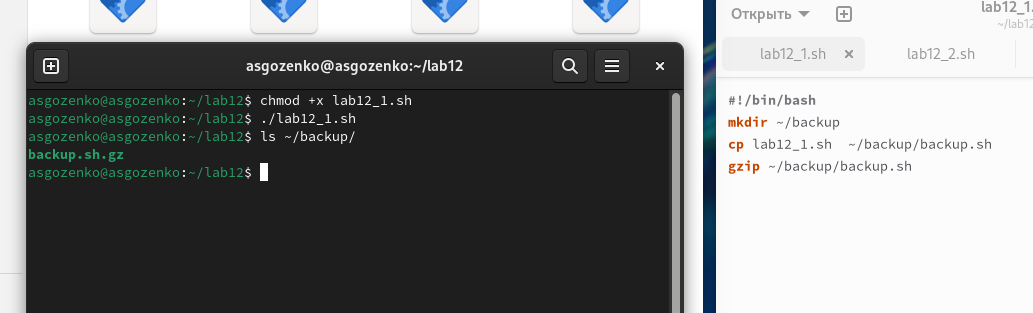 asgozenko@asgozenko:~/lab12
asgozenko@asgozenko:~/lab12$ chmod +x lab12_1.sh
asgozenko@asgozenko:~/lab12$ ./lab12_1.sh
asgozenko@asgozenko:~/lab12$ ls ~/backup/
backup.sh.gz
asgozenko@asgozenko:~/lab12$
Открыть
lab12_1.
~/lab12
lab12_1.sh
lab12_2.sh
#!/bin/bash
mkdir ~/backup
cp lab12_1.sh  ~/backup/backup.sh
gzip ~/backup/backup.sh